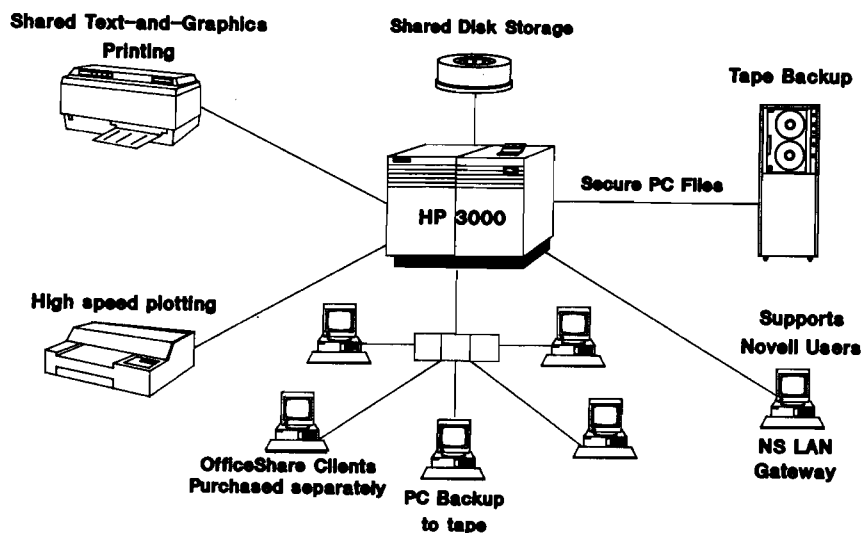 Shared Text-and-Graphics
Printing
Shared Disk Storage
Tape Backup
Secure PC Files
HP 3000
High speed plotting
Supports
Novell Users
OfficeShare Clients
Purchased separately
PC Backup
to tape
NS LAN
Gateway